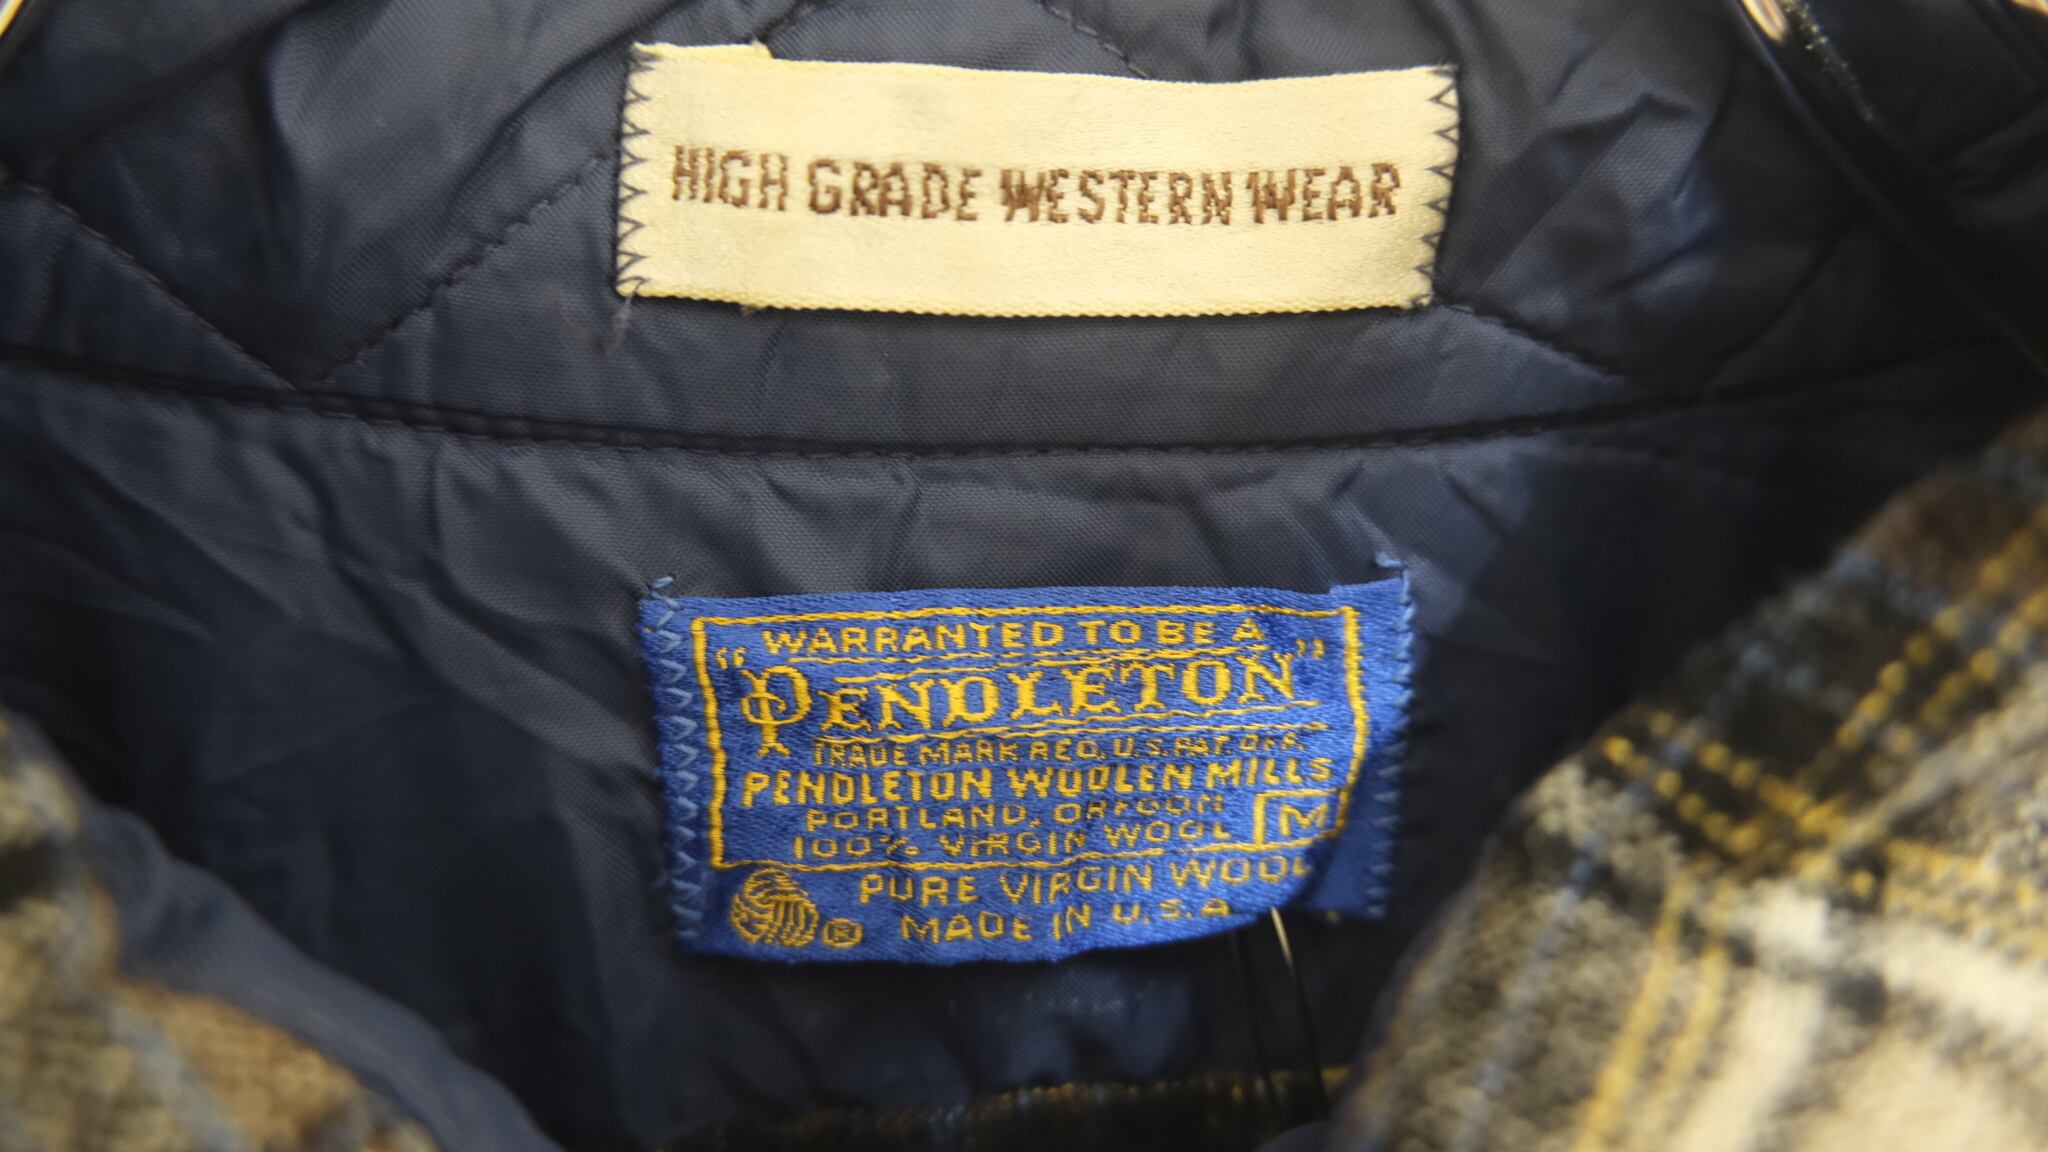 HIGH GRADE WESTERN WEAR
WARRANTED TO BE A
"PENDLETON"
TRADE MARK REG. U.S. PAT. OFF.
PENDLETON WOOLEN MILLS
PORTLAND, OREGON
100% VIRGIN WOOL M
PURE VIRGIN WOOL
® MADE IN U.S.A.